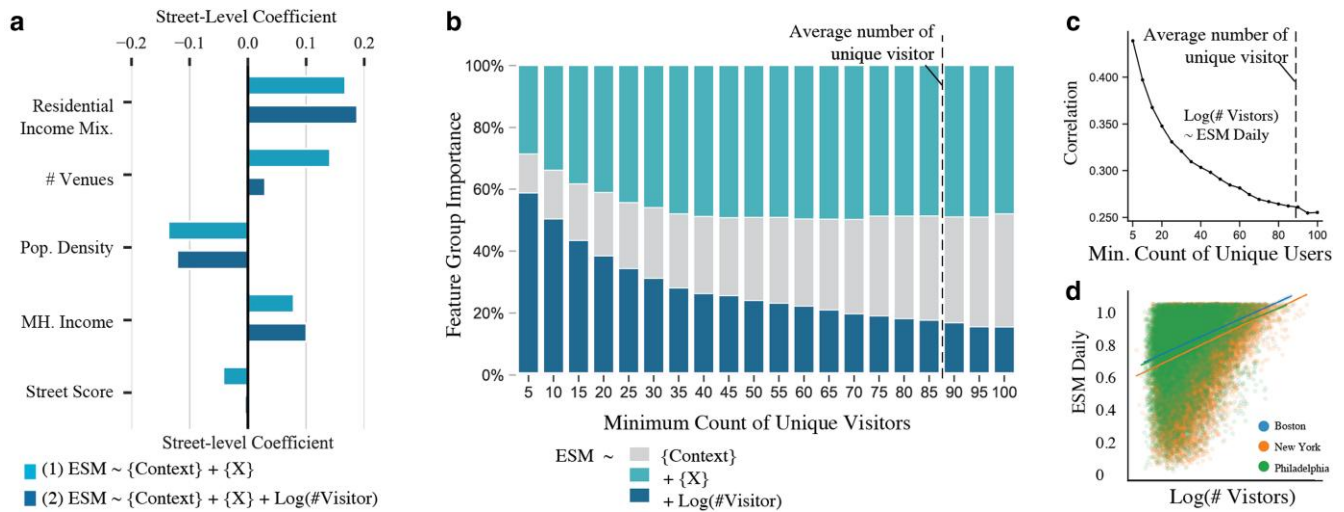 a
Street-Level Coefficient
−0.2 −0.1 0.0 0.1 0.2
Residential
Income Mix.
# Venues
Pop. Density
MH. Income
Street Score
Street-level Coefficient
(1) ESM ~ {Context} + {X}
(2) ESM ~ {Context} + {X} + Log(#Visitor)
b
Average number of
unique visitor
Feature Group Importance
100%
80%
60%
40%
20%
0%
5 10 15 20 25 30 35 40 45 50 55 60 65 70 75 80 85 90 95 100
Minimum Count of Unique Visitors
ESM ~ {Context}
+ {X}
+ Log(#Visitor)
c
Average number of
unique visitor
Log(# Vistors)
~ ESM Daily
Correlation
0.400
0.350
0.300
0.250
5 20 40 60 80 100
Min. Count of Unique Users
d
ESM Daily
1.0
0.8
0.6
0.4
0.2
0
Boston
New York
Philadelphia
Log(# Vistors)